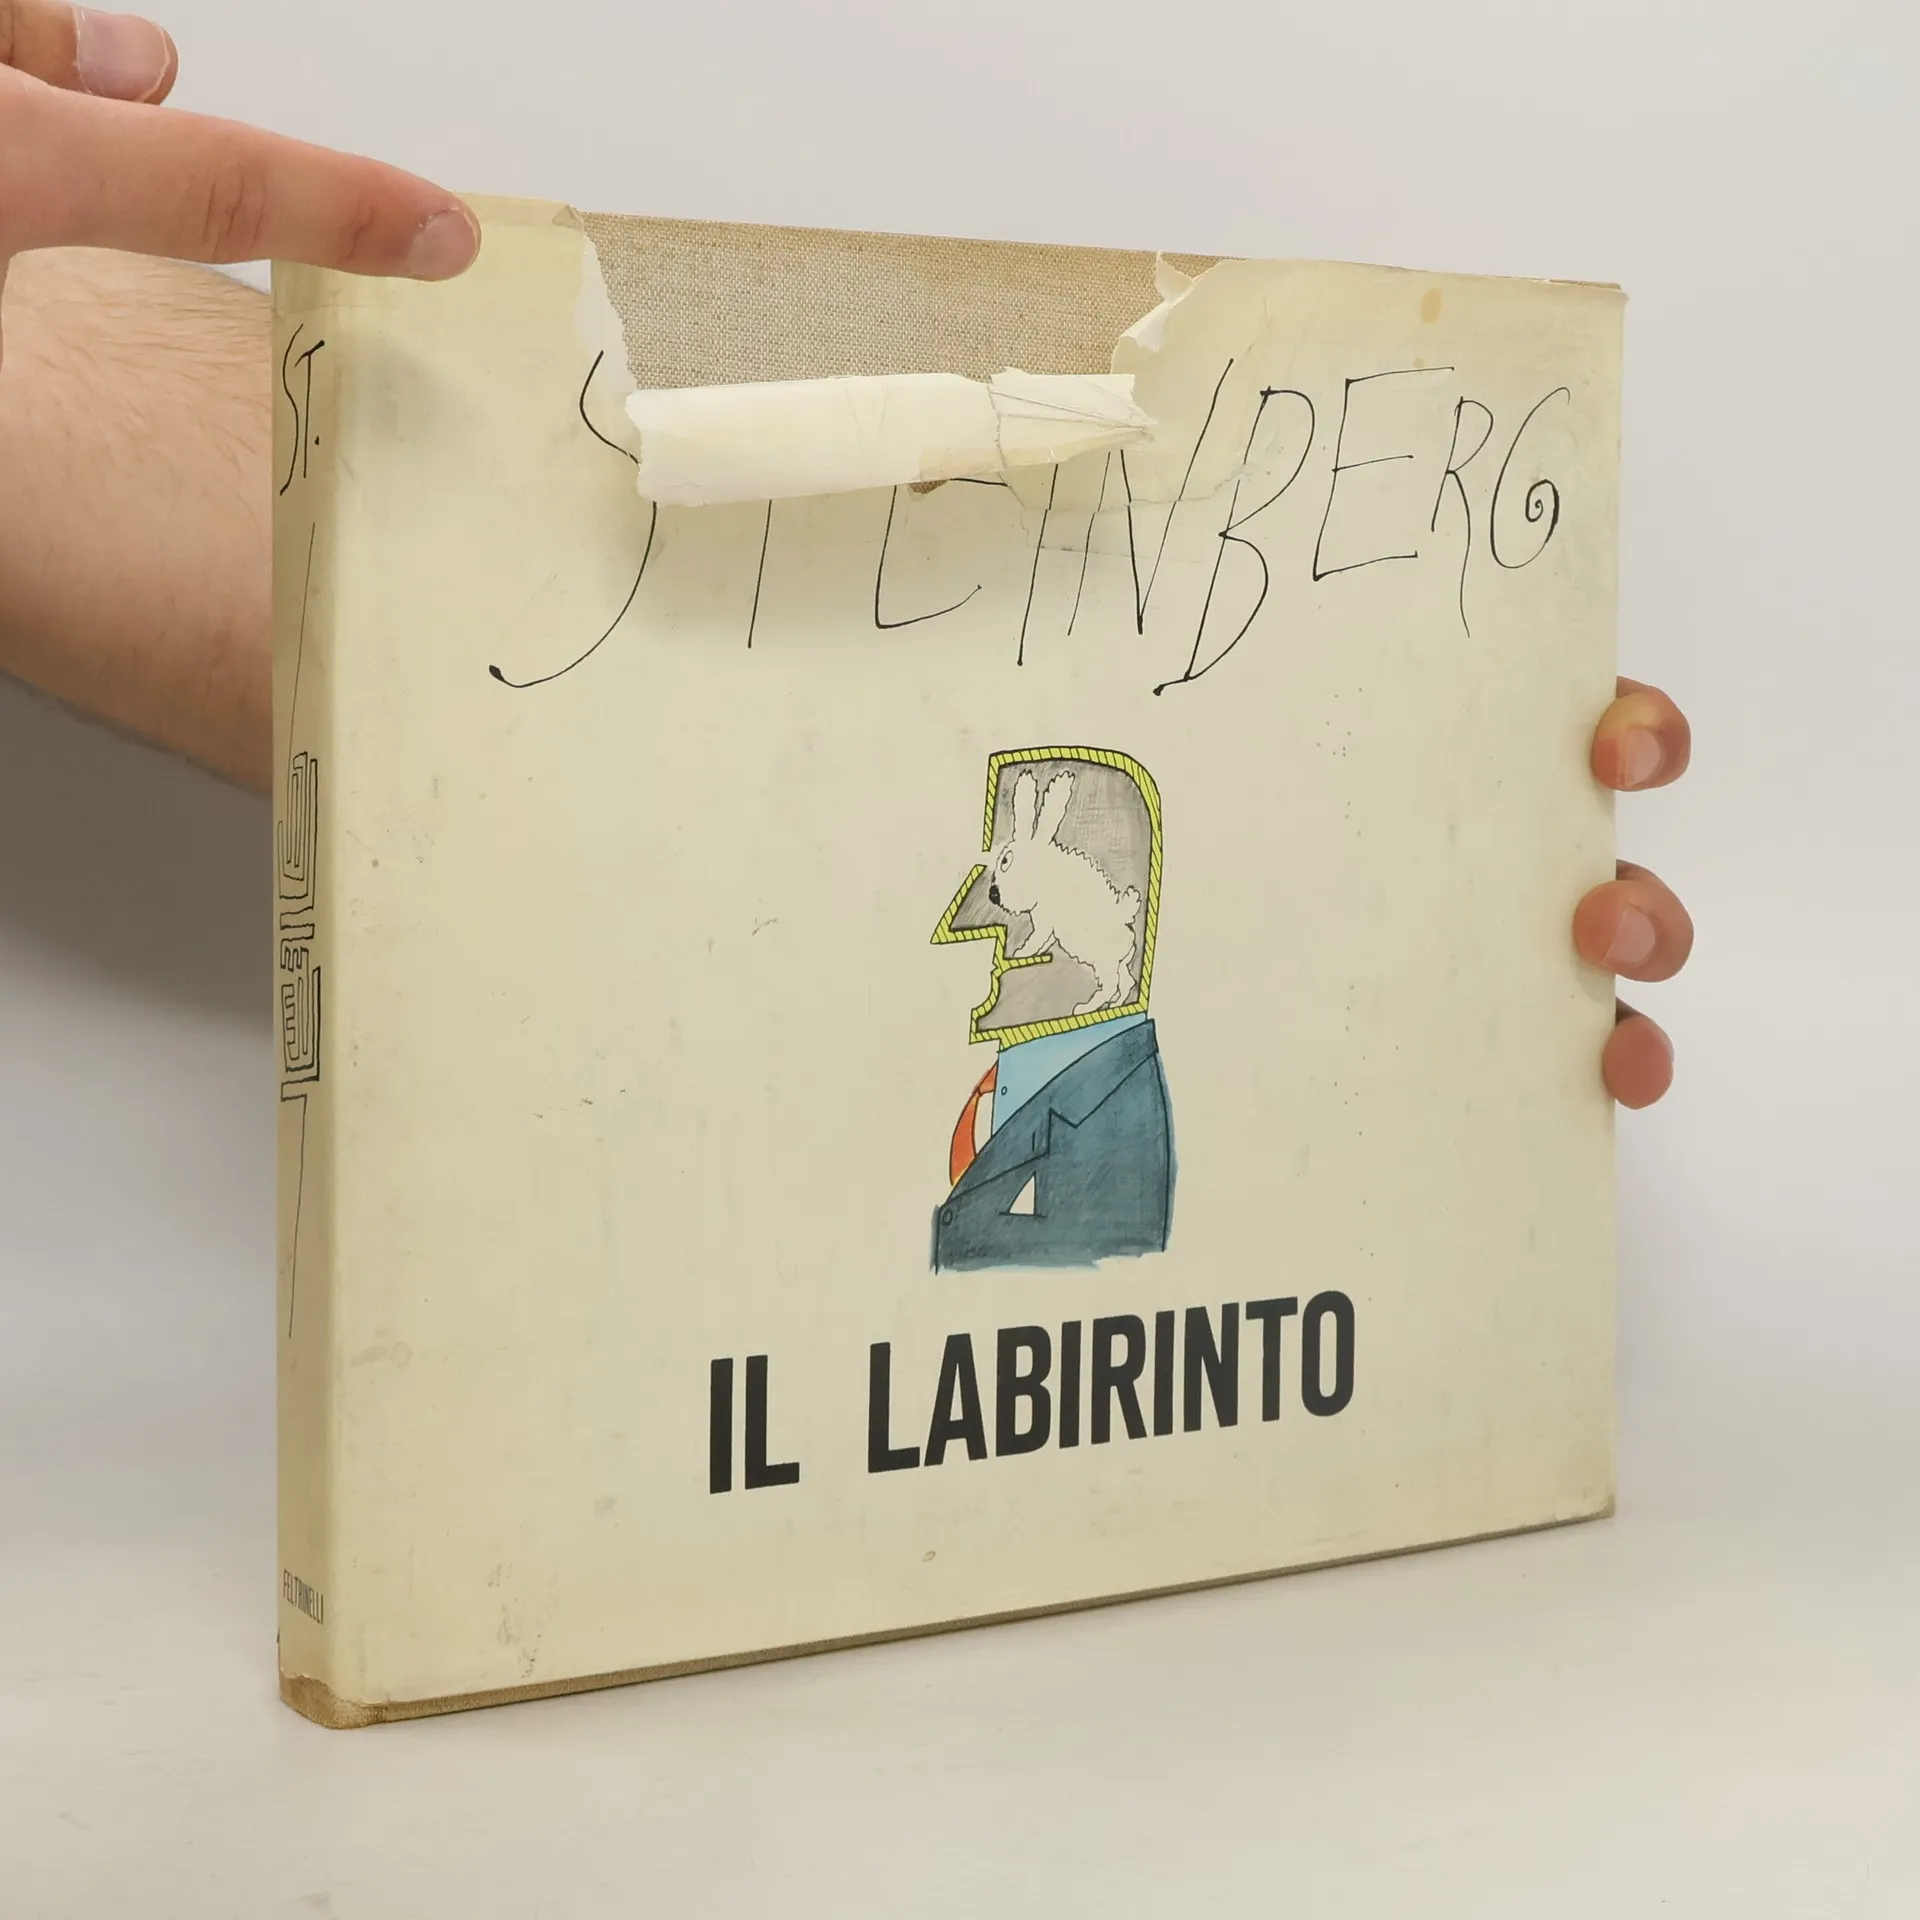 STEINBERG
IL LABIRINTO
ST.
FELTRINELLI